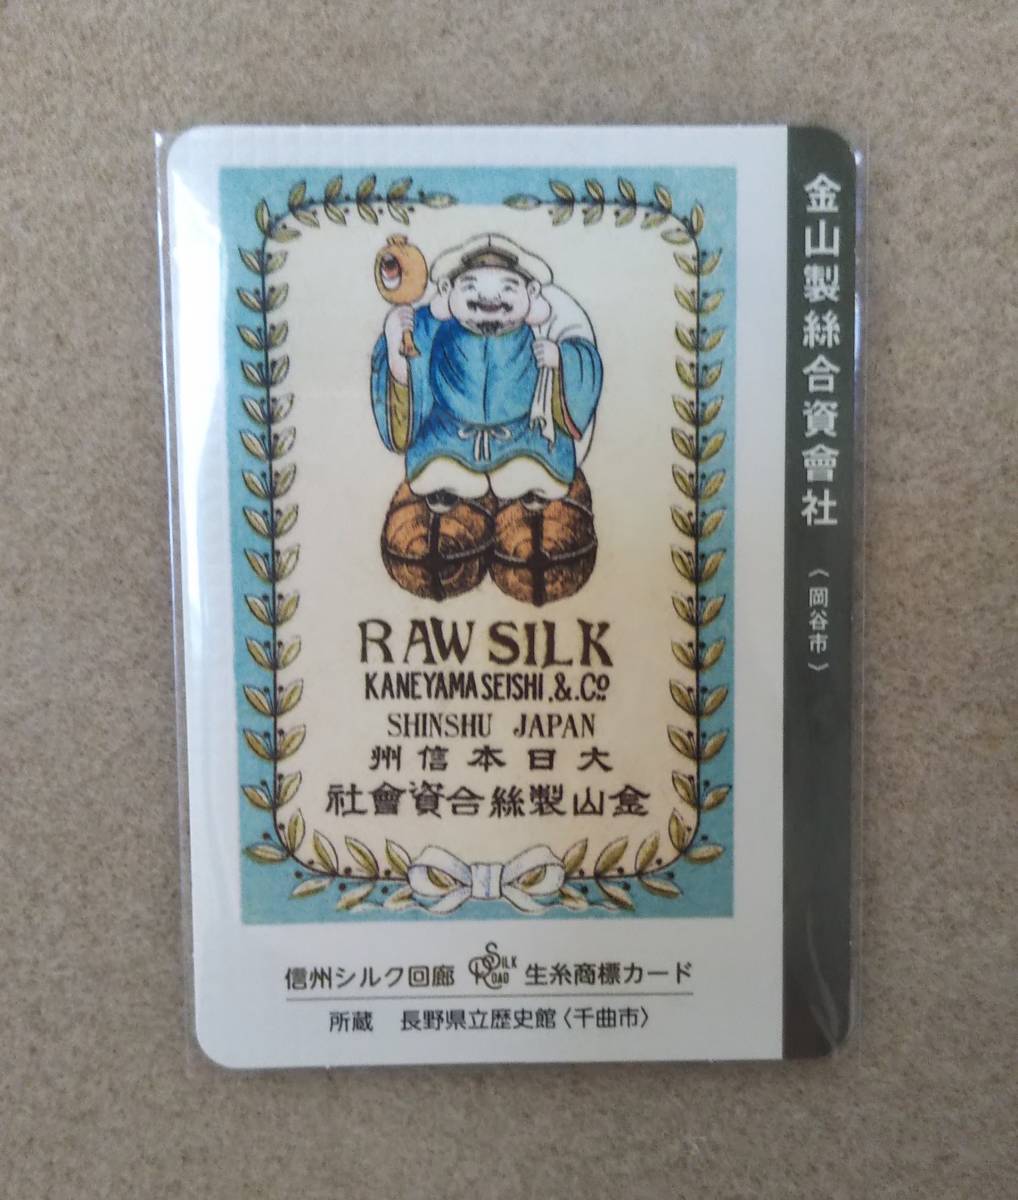 金山製絲合資會社
〈岡谷市〉
RAW SILK
KANEYAMA SEISHI.&.Co
SHINSHU JAPAN
州信本日大
社會資合絲製山金
信州シルク回廊 SILK ROAD 生糸商標カード
所蔵 長野県立歴史館〈千曲市〉